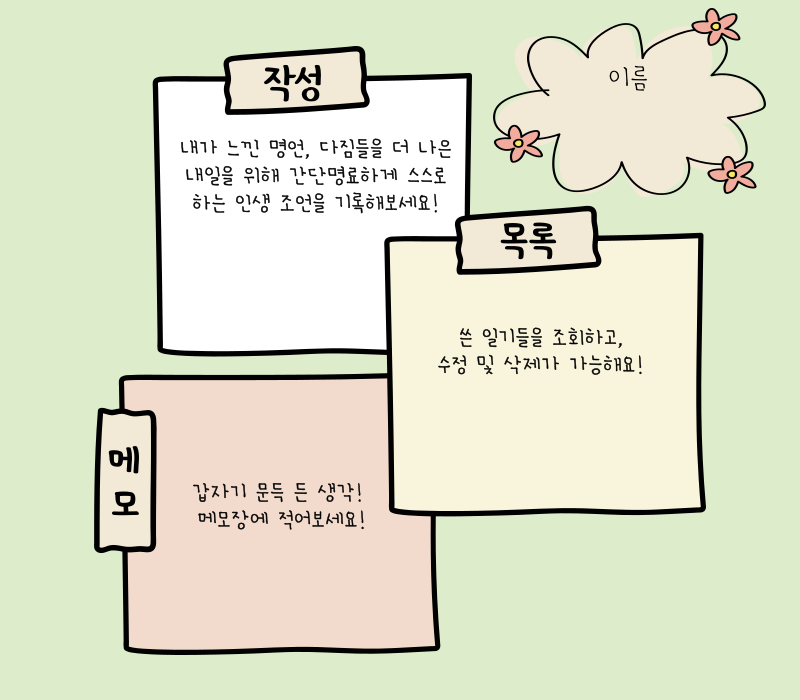 이름
작성
내가 느낀 명언, 다짐들을 더 나은
내일을 위해 간단명료하게 스스로
하는 인생 조언을 기록해보세요!
목록
쓴 일기들을 조회하고,
수정 및 삭제가 가능해요!
메
모
갑자기 문득 든 생각!
메모장에 적어보세요!